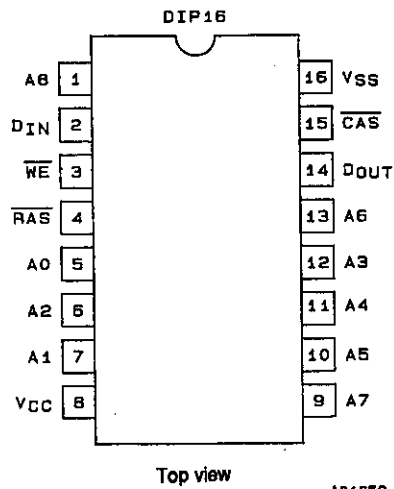 DIP16
A8 1 16 VSS
DIN 2 15 CAS
WE 3 14 DOUT
RAS 4 13 A6
A0 5 12 A3
A2 6 11 A4
A1 7 10 A5
VCC 8 9 A7
Top view